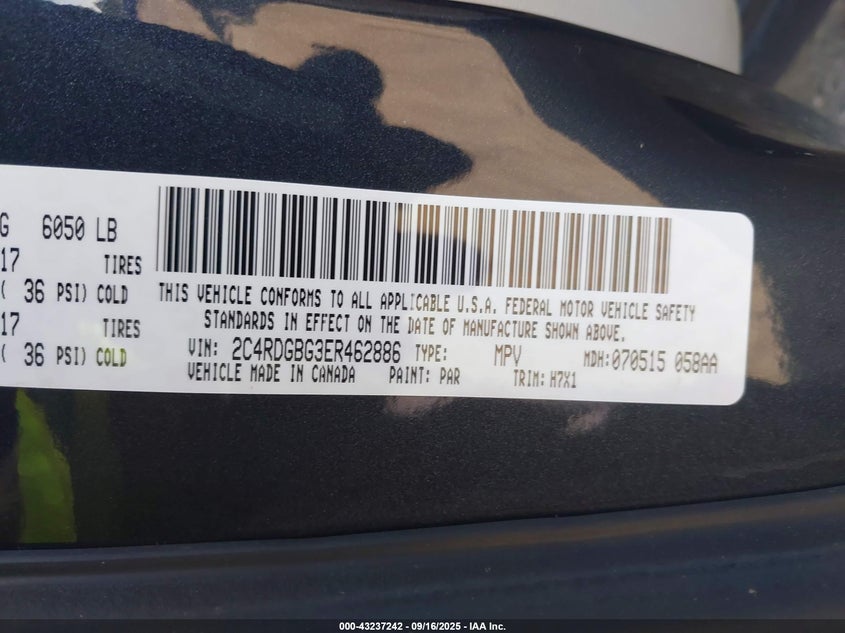 G 6050 LB
17 TIRES
( 36 PSI) COLD
17 TIRES
( 36 PSI) COLD
THIS VEHICLE CONFORMS TO ALL APPLICABLE U.S.A. FEDERAL MOTOR VEHICLE SAFETY
STANDARDS IN EFFECT ON THE DATE OF MANUFACTURE SHOWN ABOVE.
VIN: 2C4RDGBG3ER462886 TYPE: MPV MDH:070515 058AA
VEHICLE MADE IN CANADA PAINT: PAR TRIM: H7X1
000-43237242 - 09/16/2025 - IAA Inc.